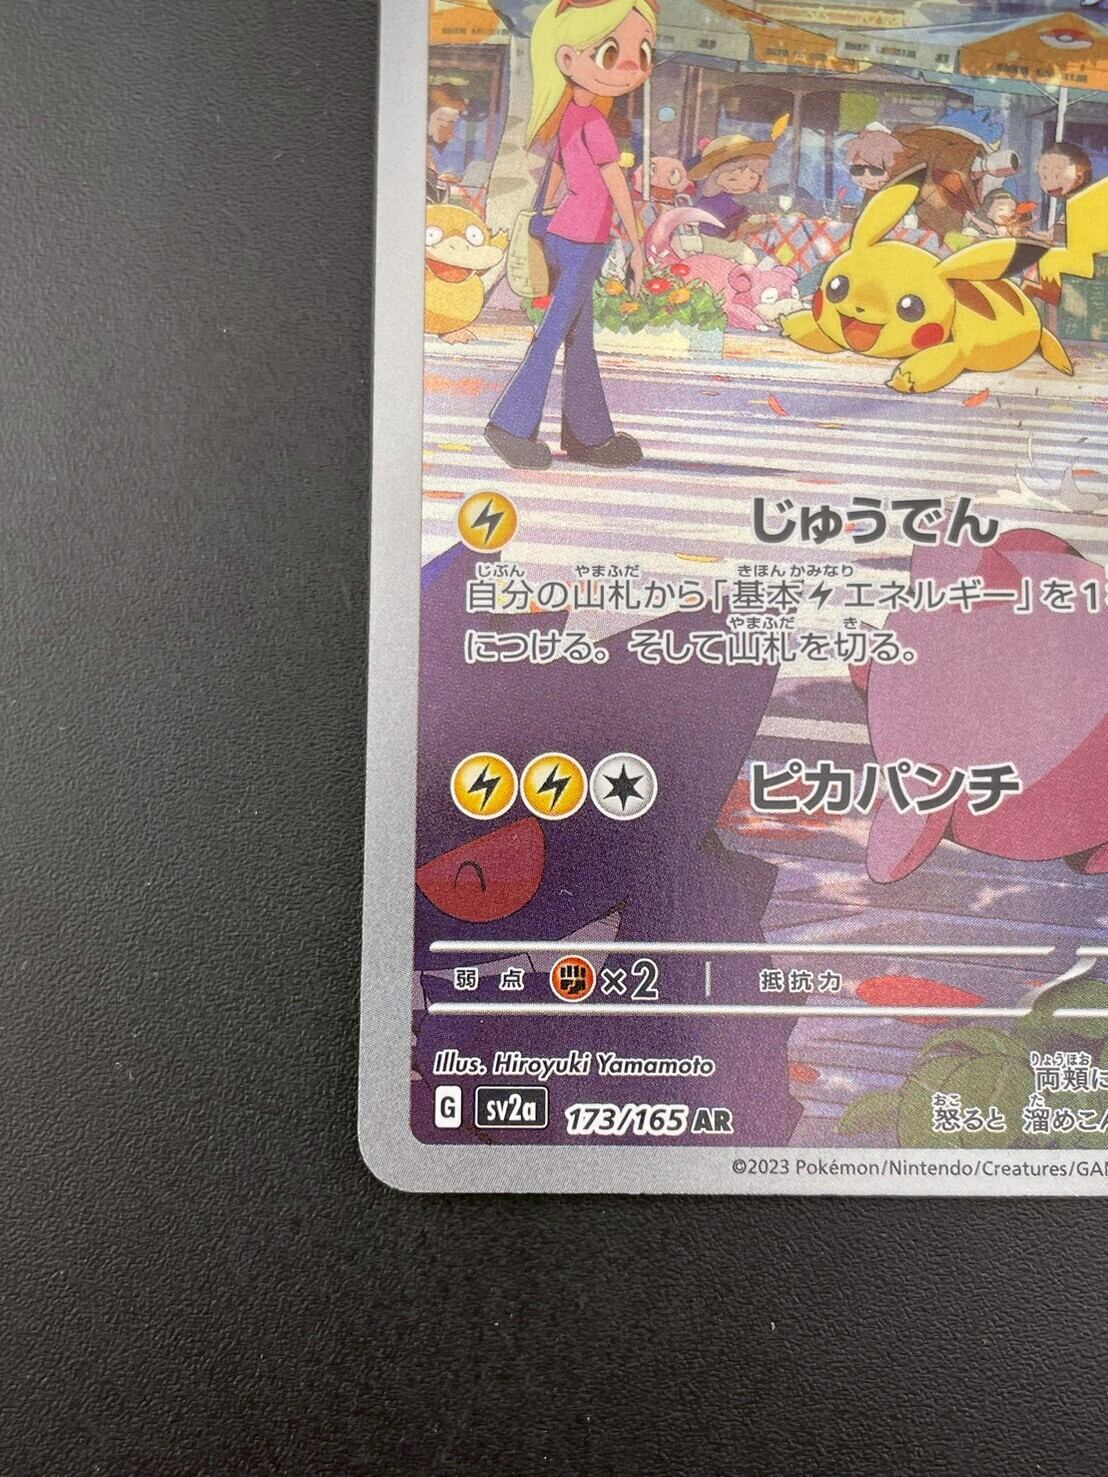 じゅうでん
じぶん やまふだ きほんかみなり
自分の山札から「基本エネルギー」を1
やまふだ き
につける。そして山札を切る。
ピカパンチ
弱点 ×2 抵抗力
Illus. Hiroyuki Yamamoto
りょうほお
両頬に
G sv2a 173/165 AR
おこ た
怒ると 溜めこ
©2023 Pokémon/Nintendo/Creatures/GA